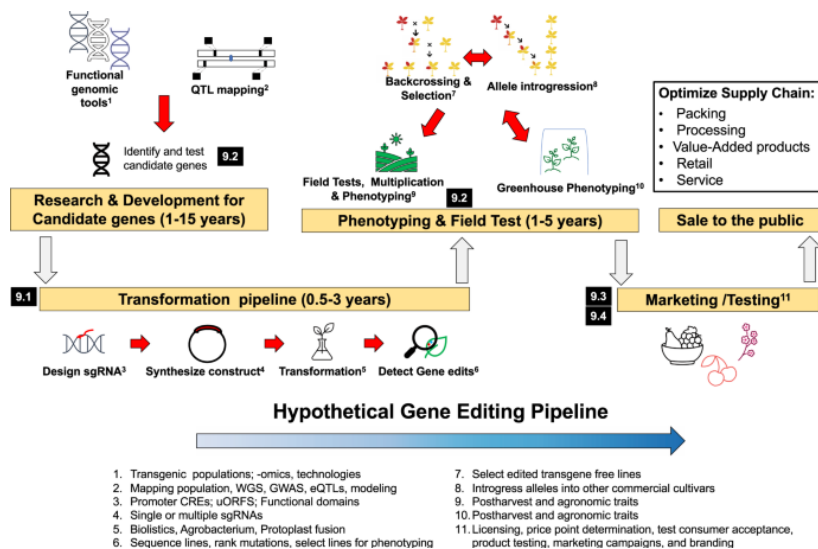 Functional
genomic
tools1
QTL mapping2
Identify and test
candidate genes
9.2
Research & Development for
Candidate genes (1-15 years)
Backcrossing &
Selection7
Allele introgression8
Field Tests, Multiplication
& Phenotyping9
9.2
Greenhouse Phenotyping10
Phenotyping & Field Test (1-5 years)
Optimize Supply Chain:
• Packing
• Processing
• Value-Added products
• Retail
• Service
Sale to the public
9.1
Transformation pipeline (0.5-3 years)
9.3
9.4
Marketing /Testing11
Design sgRNA3
Synthesize construct4
Transformation5
Detect Gene edits6
Hypothetical Gene Editing Pipeline
1. Transgenic populations; -omics, technologies
2. Mapping population, WGS, GWAS, eQTLs, modeling
3. Promoter CREs; uORFS; Functional domains
4. Single or multiple sgRNAs
5. Biolistics, Agrobacterium, Protoplast fusion
6. Sequence lines, rank mutations, select lines for phenotyping
7. Select edited transgene free lines
8. Introgress alleles into other commercial cultivars
9. Postharvest and agronomic traits
10. Postharvest and agronomic traits
11. Licensing, price point determination, test consumer acceptance,
product testing, marketing campaigns, and branding